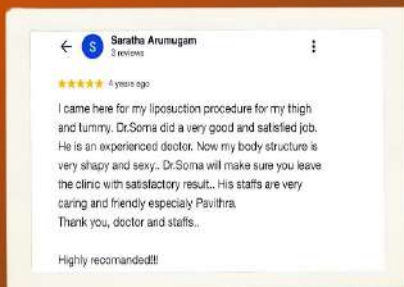 Saratha Arumugam
3 reviews
4 years ago
I came here for my liposuction procedure for my thigh
and tummy. Dr.Soma did a very good and satisfied job.
He is an experienced doctor. Now my body structure is
very shapy and sexy.. Dr.Soma will make sure you leave
the clinic with satisfactory result.. His staffs are very
caring and friendly especialy Pavithra.
Thank you, doctor and staffs..
Highly recomanded!!!